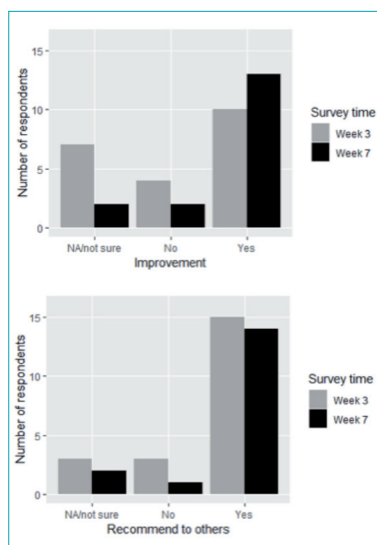 15
10
5
0
Number of respondents
NA/not sure No Yes
Improvement
Survey time
Week 3
Week 7
15
10
5
0
Number of respondents
NA/not sure No Yes
Recommend to others
Survey time
Week 3
Week 7